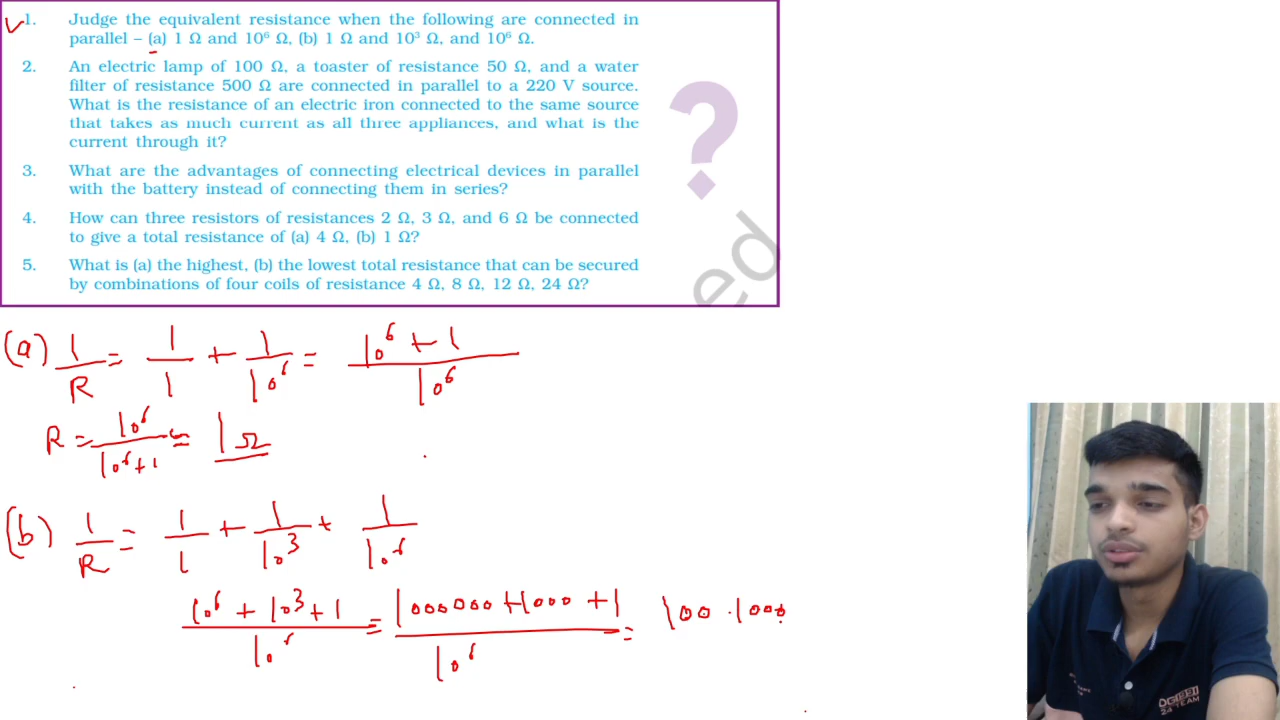 1. Judge the equivalent resistance when the following are connected in
parallel – (a) 1 Ω and 10⁶ Ω, (b) 1 Ω and 10³ Ω, and 10⁶ Ω.
2. An electric lamp of 100 Ω, a toaster of resistance 50 Ω, and a water
filter of resistance 500 Ω are connected in parallel to a 220 V source.
What is the resistance of an electric iron connected to the same source
that takes as much current as all three appliances, and what is the
current through it?
3. What are the advantages of connecting electrical devices in parallel
with the battery instead of connecting them in series?
4. How can three resistors of resistances 2 Ω, 3 Ω, and 6 Ω be connected
to give a total resistance of (a) 4 Ω, (b) 1 Ω?
5. What is (a) the highest, (b) the lowest total resistance that can be secured
by combinations of four coils of resistance 4 Ω, 8 Ω, 12 Ω, 24 Ω?
?
ed
(a) 1/R = 1/1 + 1/10⁶ = 10⁶ + 1 / 10⁶
R = 10⁶ / 10⁶+1 = 1 Ω
(b) 1/R = 1/1 + 1/10³ + 1/10⁶
10⁶ + 10³ + 1 / 10⁶ = 1000000 + 1000 + 1 / 10⁶ = 100 1000
24 TEAM